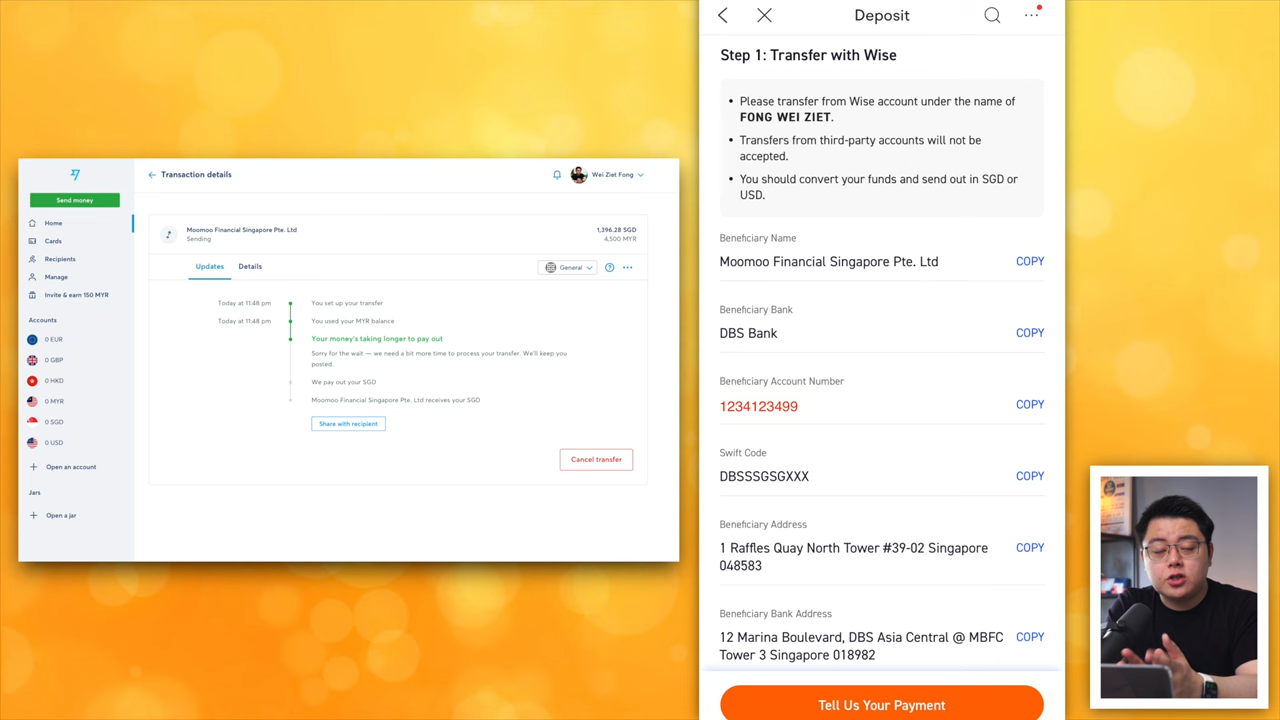 Send money
Home
Cards
Recipients
Manage
Invite & earn 150 MYR
Accounts
0 EUR
0 GBP
0 HKD
0 MYR
0 SGD
0 USD
Open an account
Jars
Open a jar
Transaction details
Wei Ziet Fong
Moomoo Financial Singapore Pte. Ltd
1,396.28 SGD
Sending
4,500 MYR
Updates
Details
General
Today at 11:48 pm
You set up your transfer
Today at 11:48 pm
You used your MYR balance
Your money's taking longer to pay out
Sorry for the wait — we need a bit more time to process your transfer. We'll keep you
posted.
We pay out your SGD
Moomoo Financial Singapore Pte. Ltd receives your SGD
Share with recipient
Cancel transfer
Deposit
Step 1: Transfer with Wise
• Please transfer from Wise account under the name of
FONG WEI ZIET.
• Transfers from third-party accounts will not be
accepted.
• You should convert your funds and send out in SGD or
USD.
Beneficiary Name
Moomoo Financial Singapore Pte. Ltd COPY
Beneficiary Bank
DBS Bank COPY
Beneficiary Account Number
1234123499 COPY
Swift Code
DBSSSGSGXXX COPY
Beneficiary Address
1 Raffles Quay North Tower #39-02 Singapore COPY
048583
Beneficiary Bank Address
12 Marina Boulevard, DBS Asia Central @ MBFC COPY
Tower 3 Singapore 018982
Tell Us Your Payment